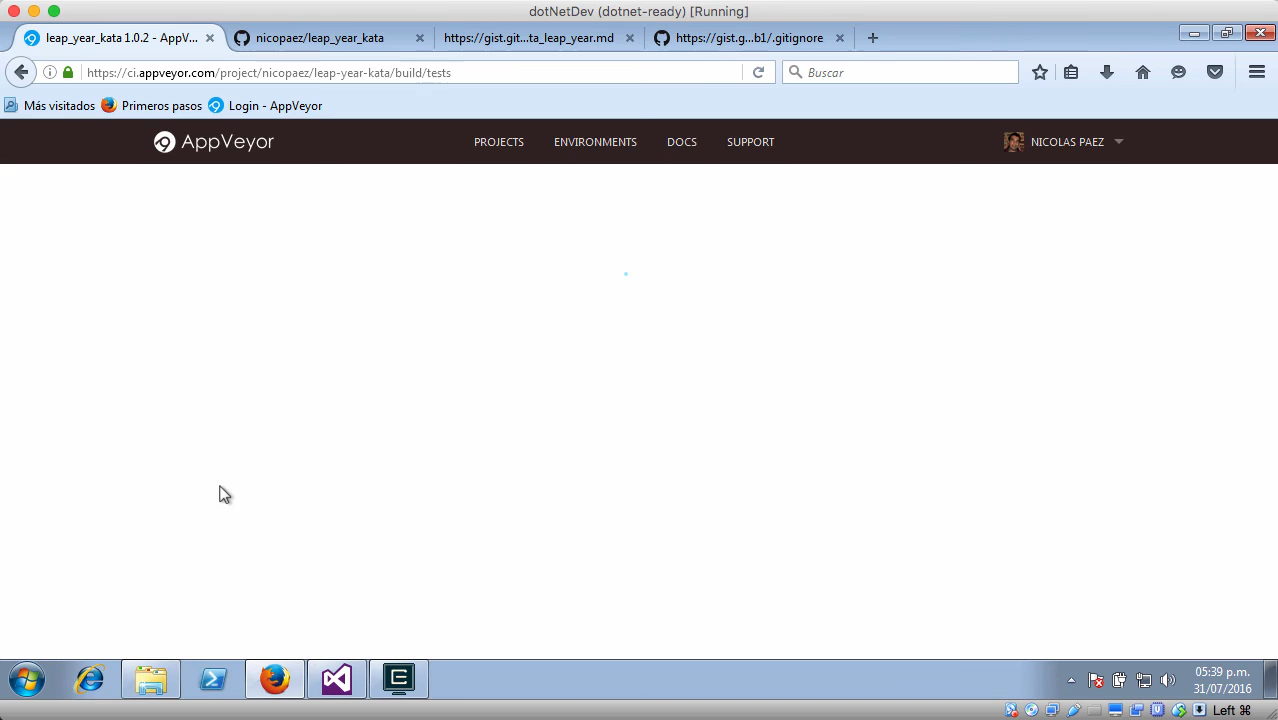 dotNetDev (dotnet-ready) [Running]
leap_year_kata 1.0.2 - AppV...
nicopaez/leap_year_kata
https://gist.git...ta_leap_year.md
https://gist.g...b1/.gitignore
https://ci.appveyor.com/project/nicopaez/leap-year-kata/build/tests
Buscar
Más visitados
Primeros pasos
Login - AppVeyor
AppVeyor
PROJECTS
ENVIRONMENTS
DOCS
SUPPORT
NICOLAS PAEZ
05:39 p.m.
31/07/2016
Left ⌘